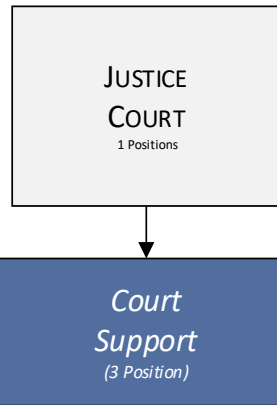 JUSTICE
COURT
1 Positions
Court
Support
(3 Position)